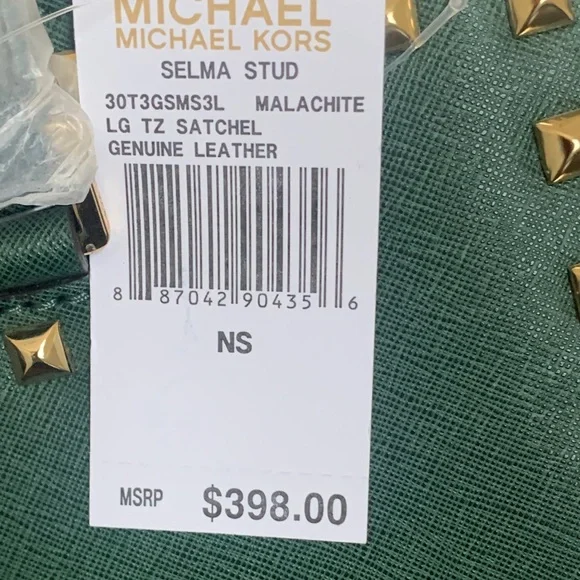 MICHAEL
MICHAEL KORS
SELMA STUD
30T3GSMS3L MALACHITE
LG TZ SATCHEL
GENUINE LEATHER
8 87042 90435 6
NS
MSRP $398.00